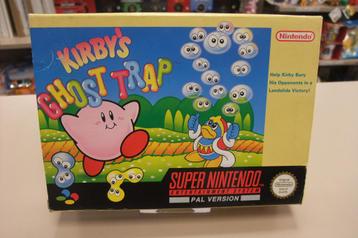 KIRBY'S
GHOST TRAP
Nintendo
Help Kirby Bury
His Opponents in a
Landslide Victory!
SUPER NINTENDO
ENTERTAINMENT SYSTEM
PAL VERSION